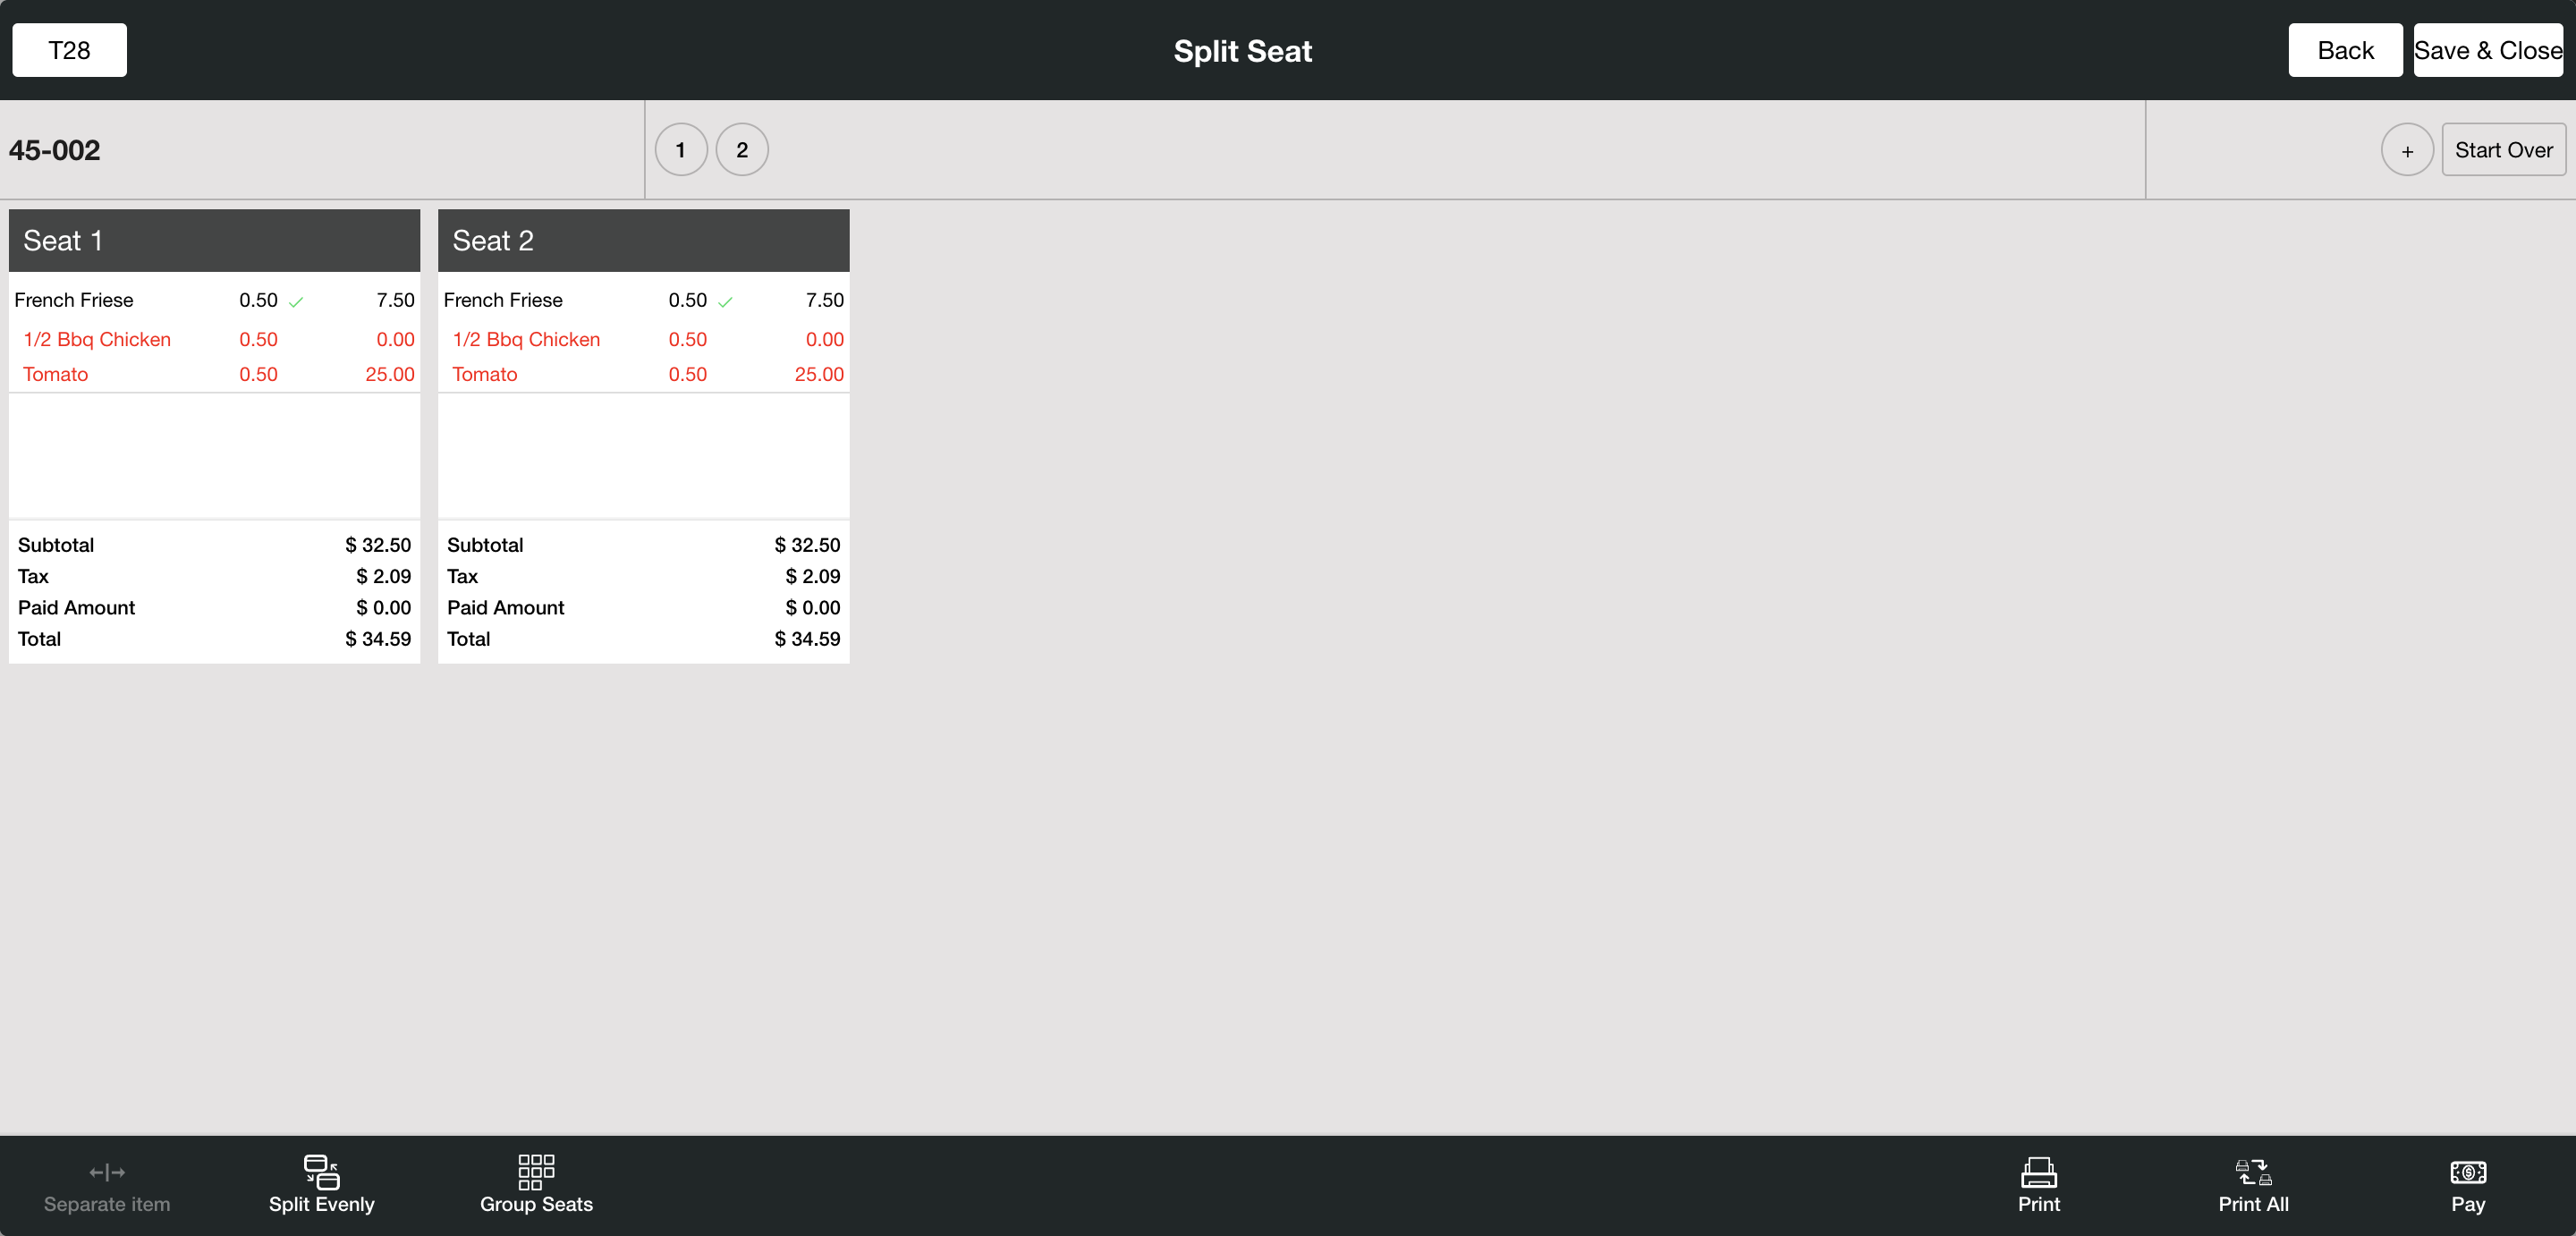 T28 Split Seat Back Save & Close
45-002 1 2 + Start Over
Seat 1
French Friese 0.50 7.50
1/2 Bbq Chicken 0.50 0.00
Tomato 0.50 25.00
Subtotal $ 32.50
Tax $ 2.09
Paid Amount $ 0.00
Total $ 34.59
Seat 2
French Friese 0.50 7.50
1/2 Bbq Chicken 0.50 0.00
Tomato 0.50 25.00
Subtotal $ 32.50
Tax $ 2.09
Paid Amount $ 0.00
Total $ 34.59
Separate item Split Evenly Group Seats Print Print All Pay